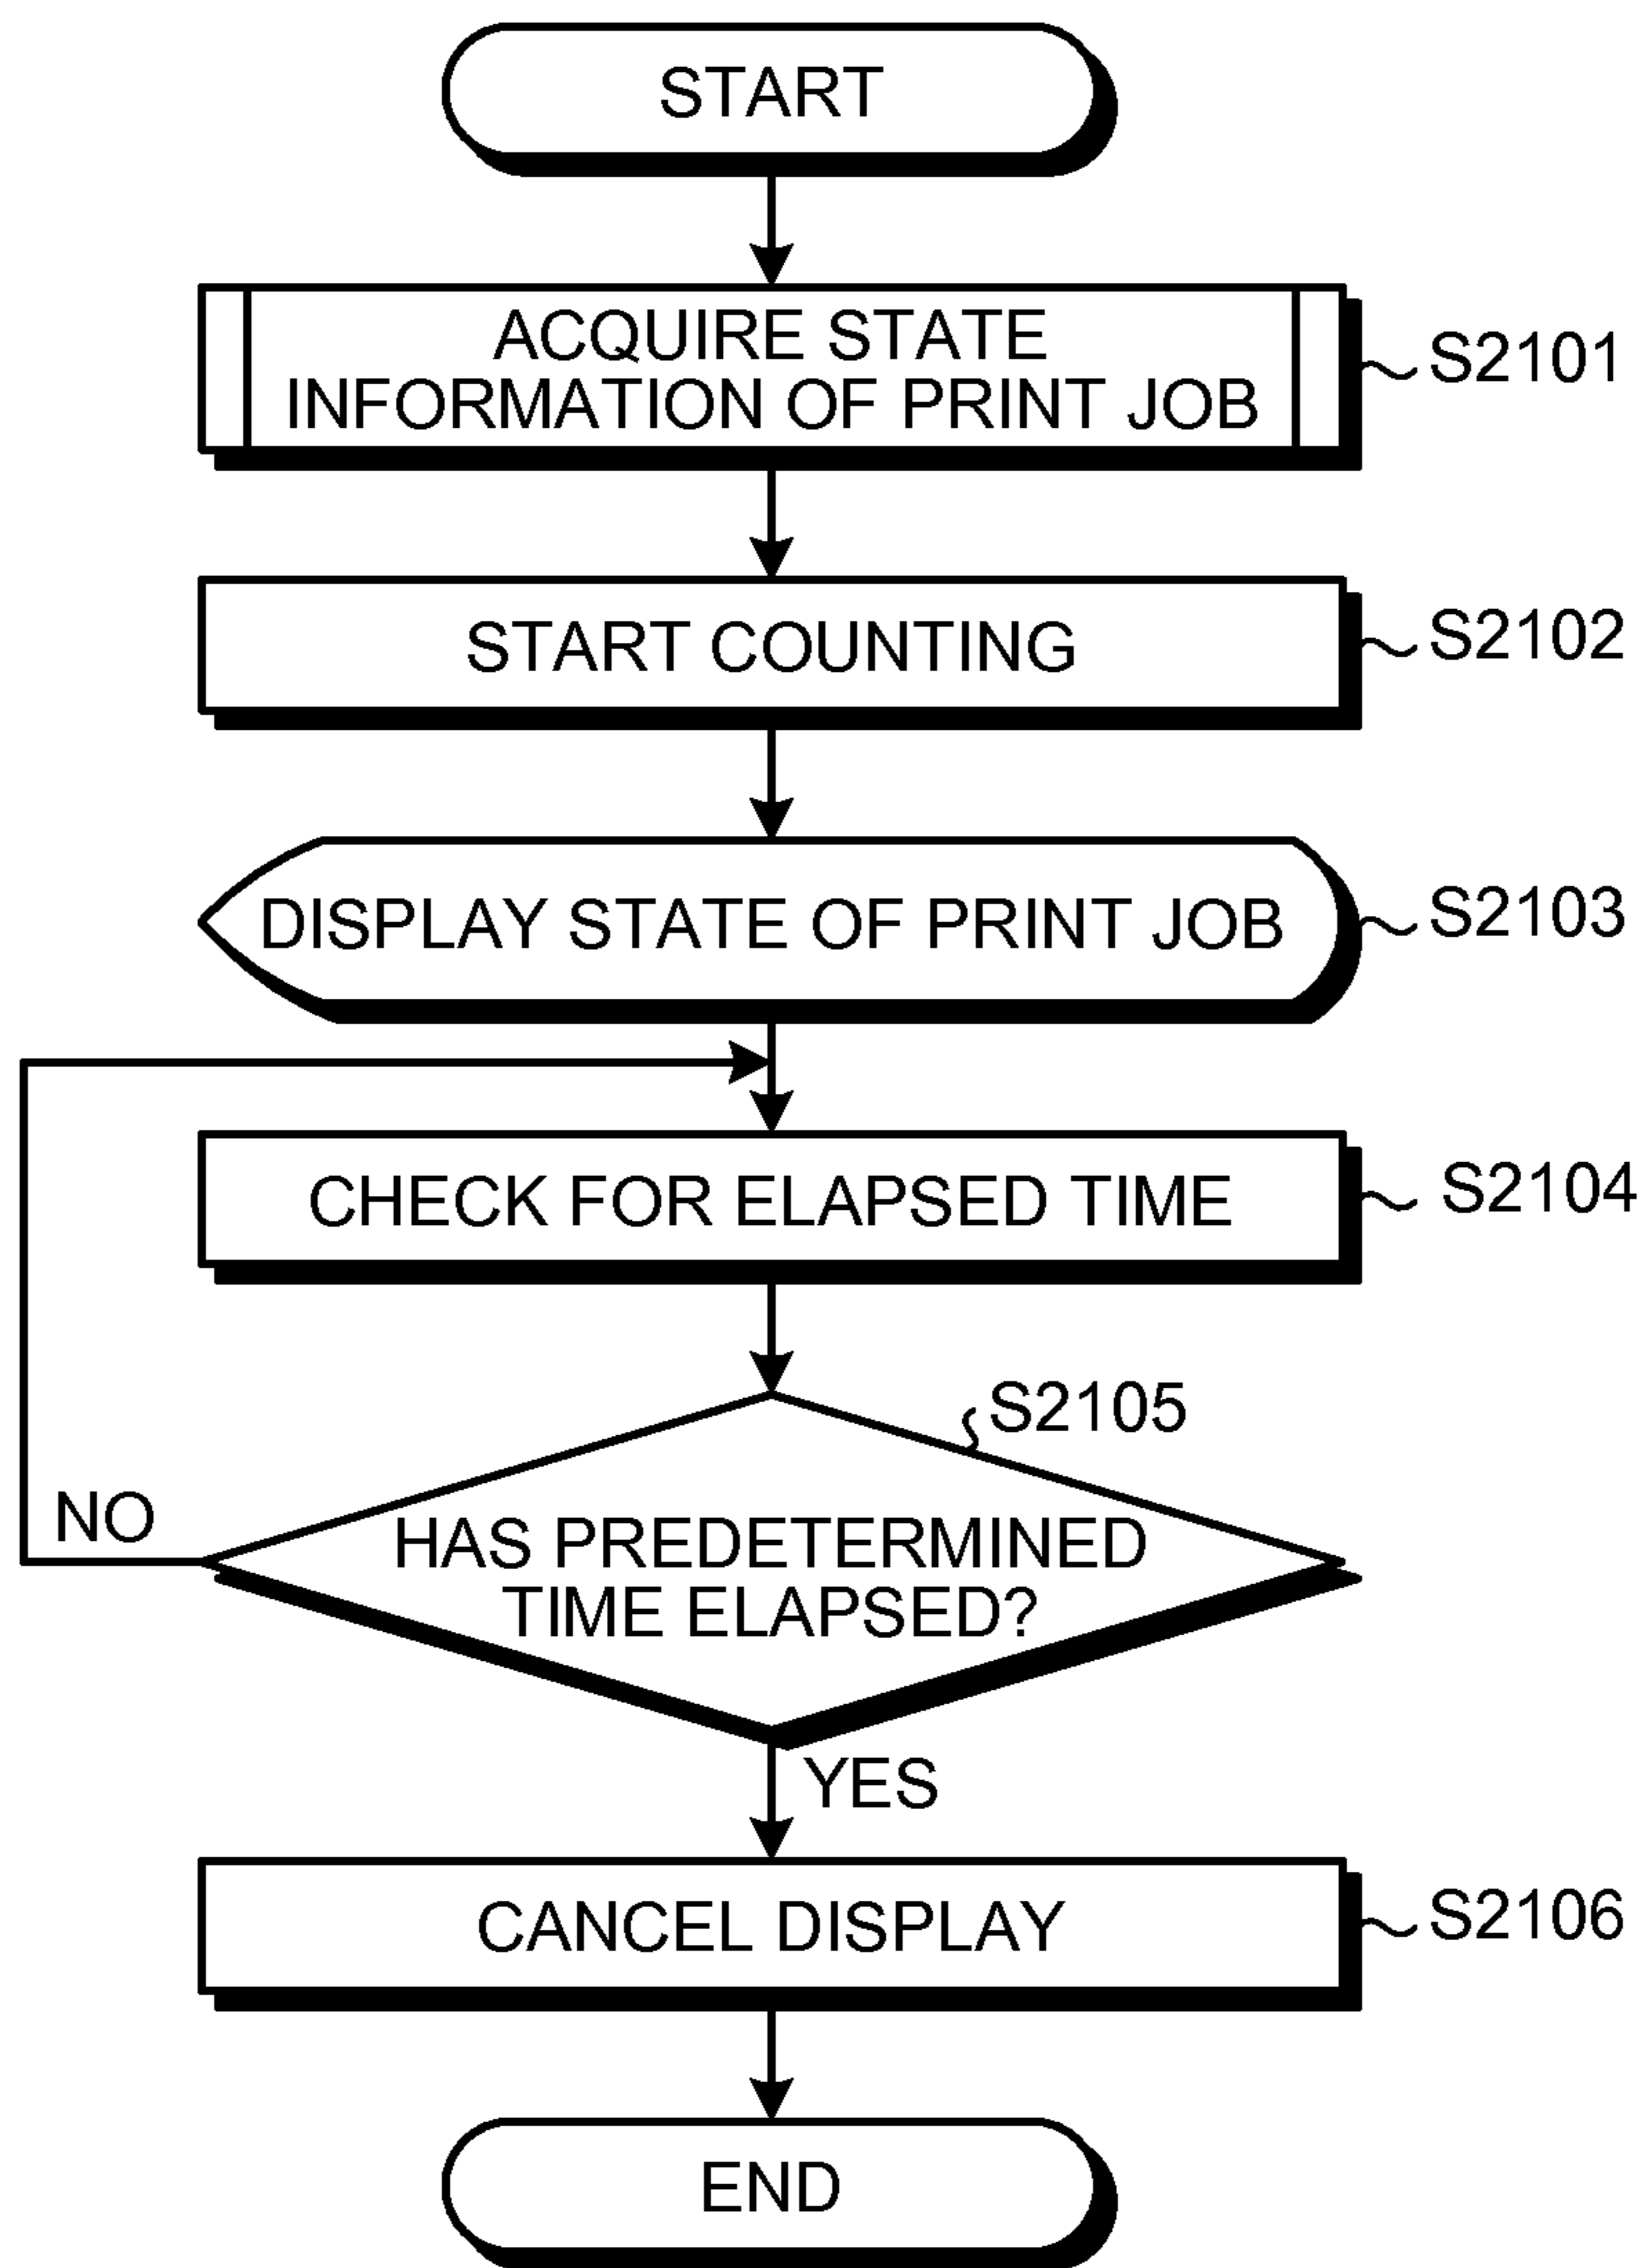 START
ACQUIRE STATE
INFORMATION OF PRINT JOB
S2101
START COUNTING
S2102
DISPLAY STATE OF PRINT JOB
S2103
CHECK FOR ELAPSED TIME
S2104
S2105
NO
HAS PREDETERMINED
TIME ELAPSED?
YES
CANCEL DISPLAY
S2106
END